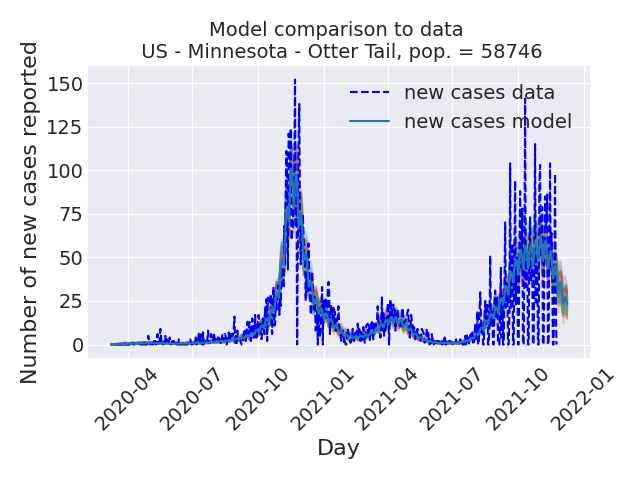 Model comparison to data
US - Minnesota - Otter Tail, pop. = 58746
Number of new cases reported
150
125
100
75
50
25
0
new cases data
new cases model
2020-04
2020-07
2020-10
2021-01
2021-04
2021-07
2021-10
2022-01
Day